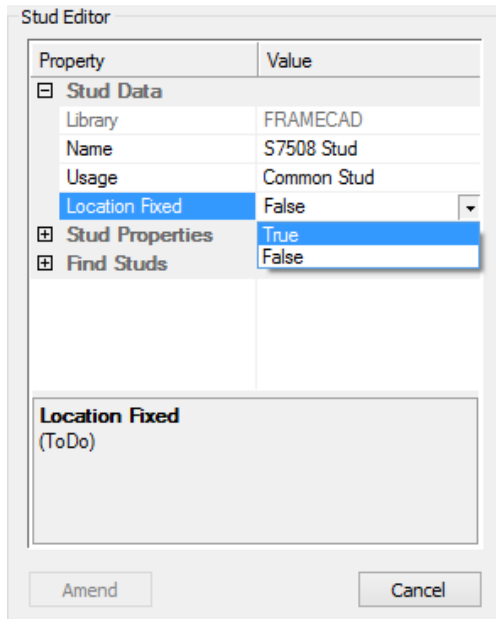 Stud Editor
Property Value
Stud Data
Library FRAMECAD
Name S7508 Stud
Usage Common Stud
Location Fixed False
Stud Properties True
Find Studs False
Location Fixed
(ToDo)
Amend Cancel